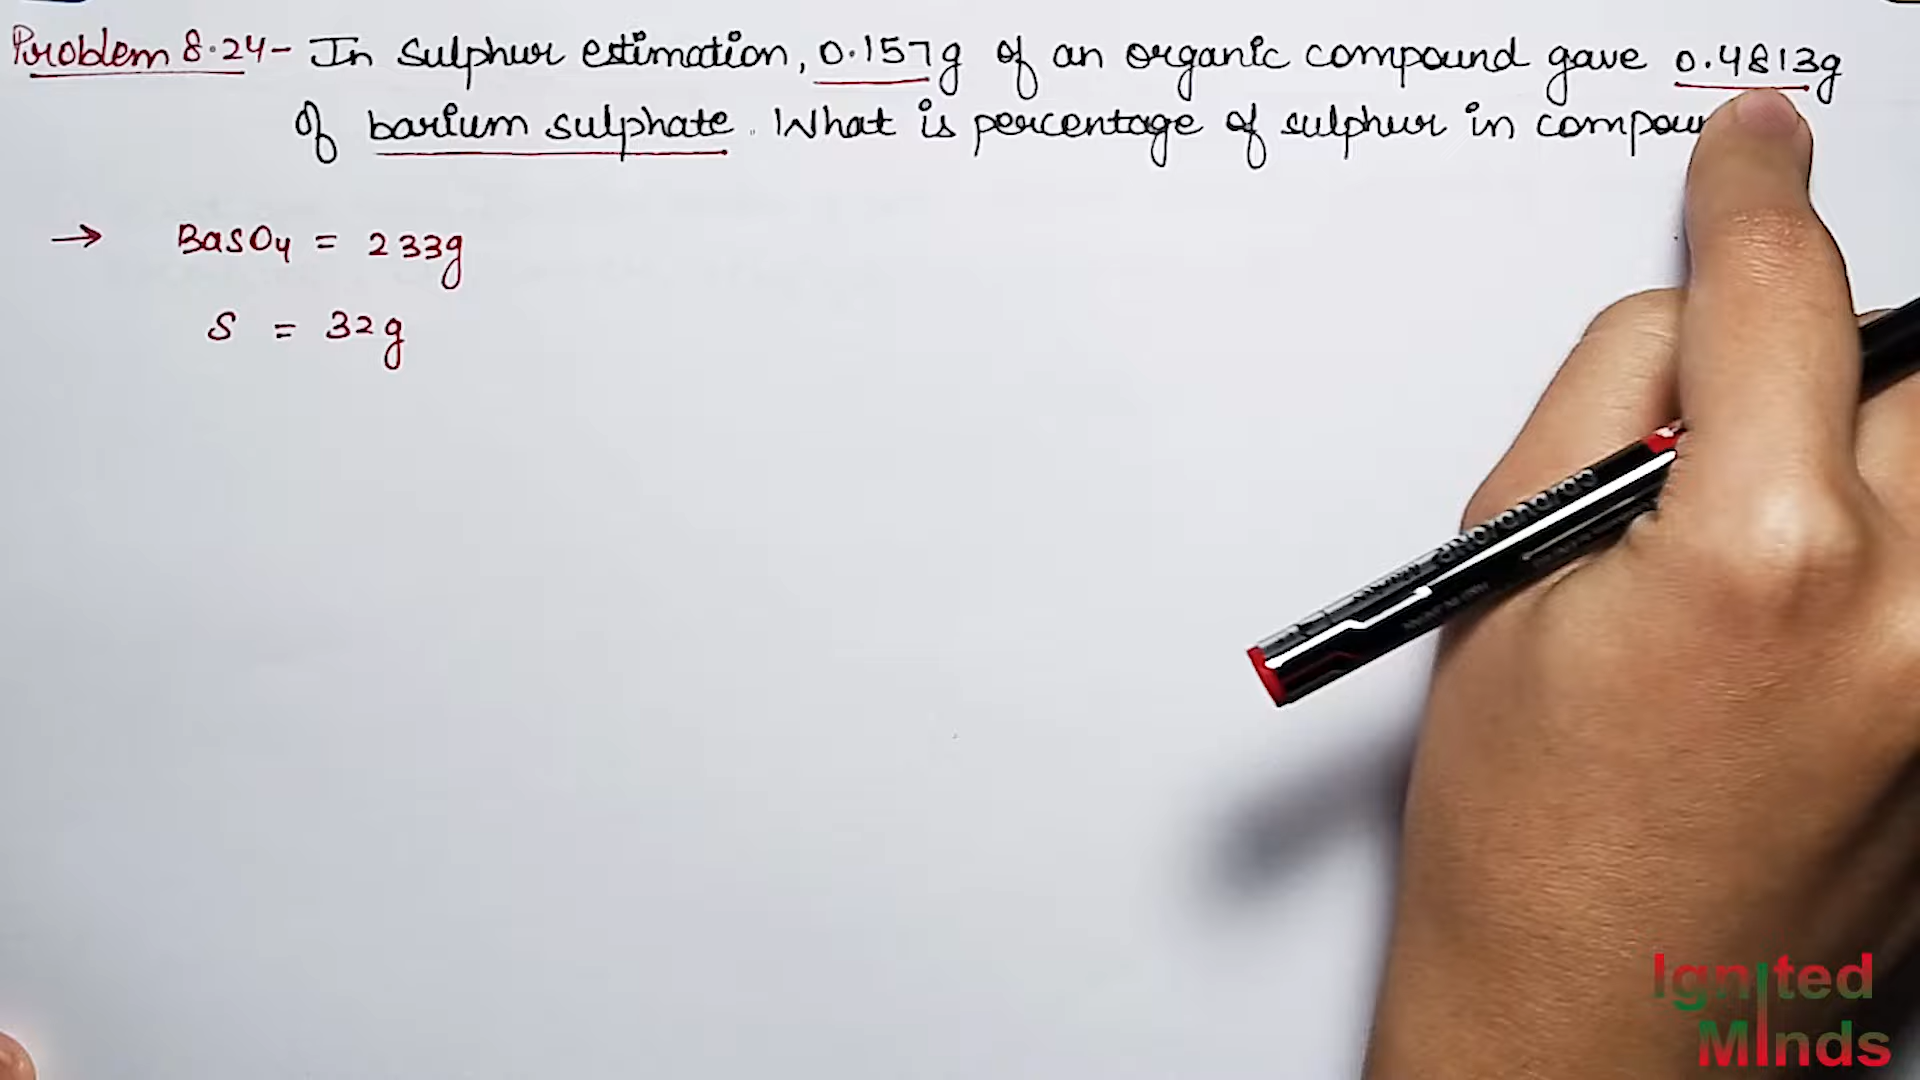 Problem 8.24- In sulphur estimation, 0.157g of an organic compound gave 0.4813g
of barium sulphate. What is percentage of sulphur in
→ BaSO4 = 233g
S = 32g
Ignited
Minds